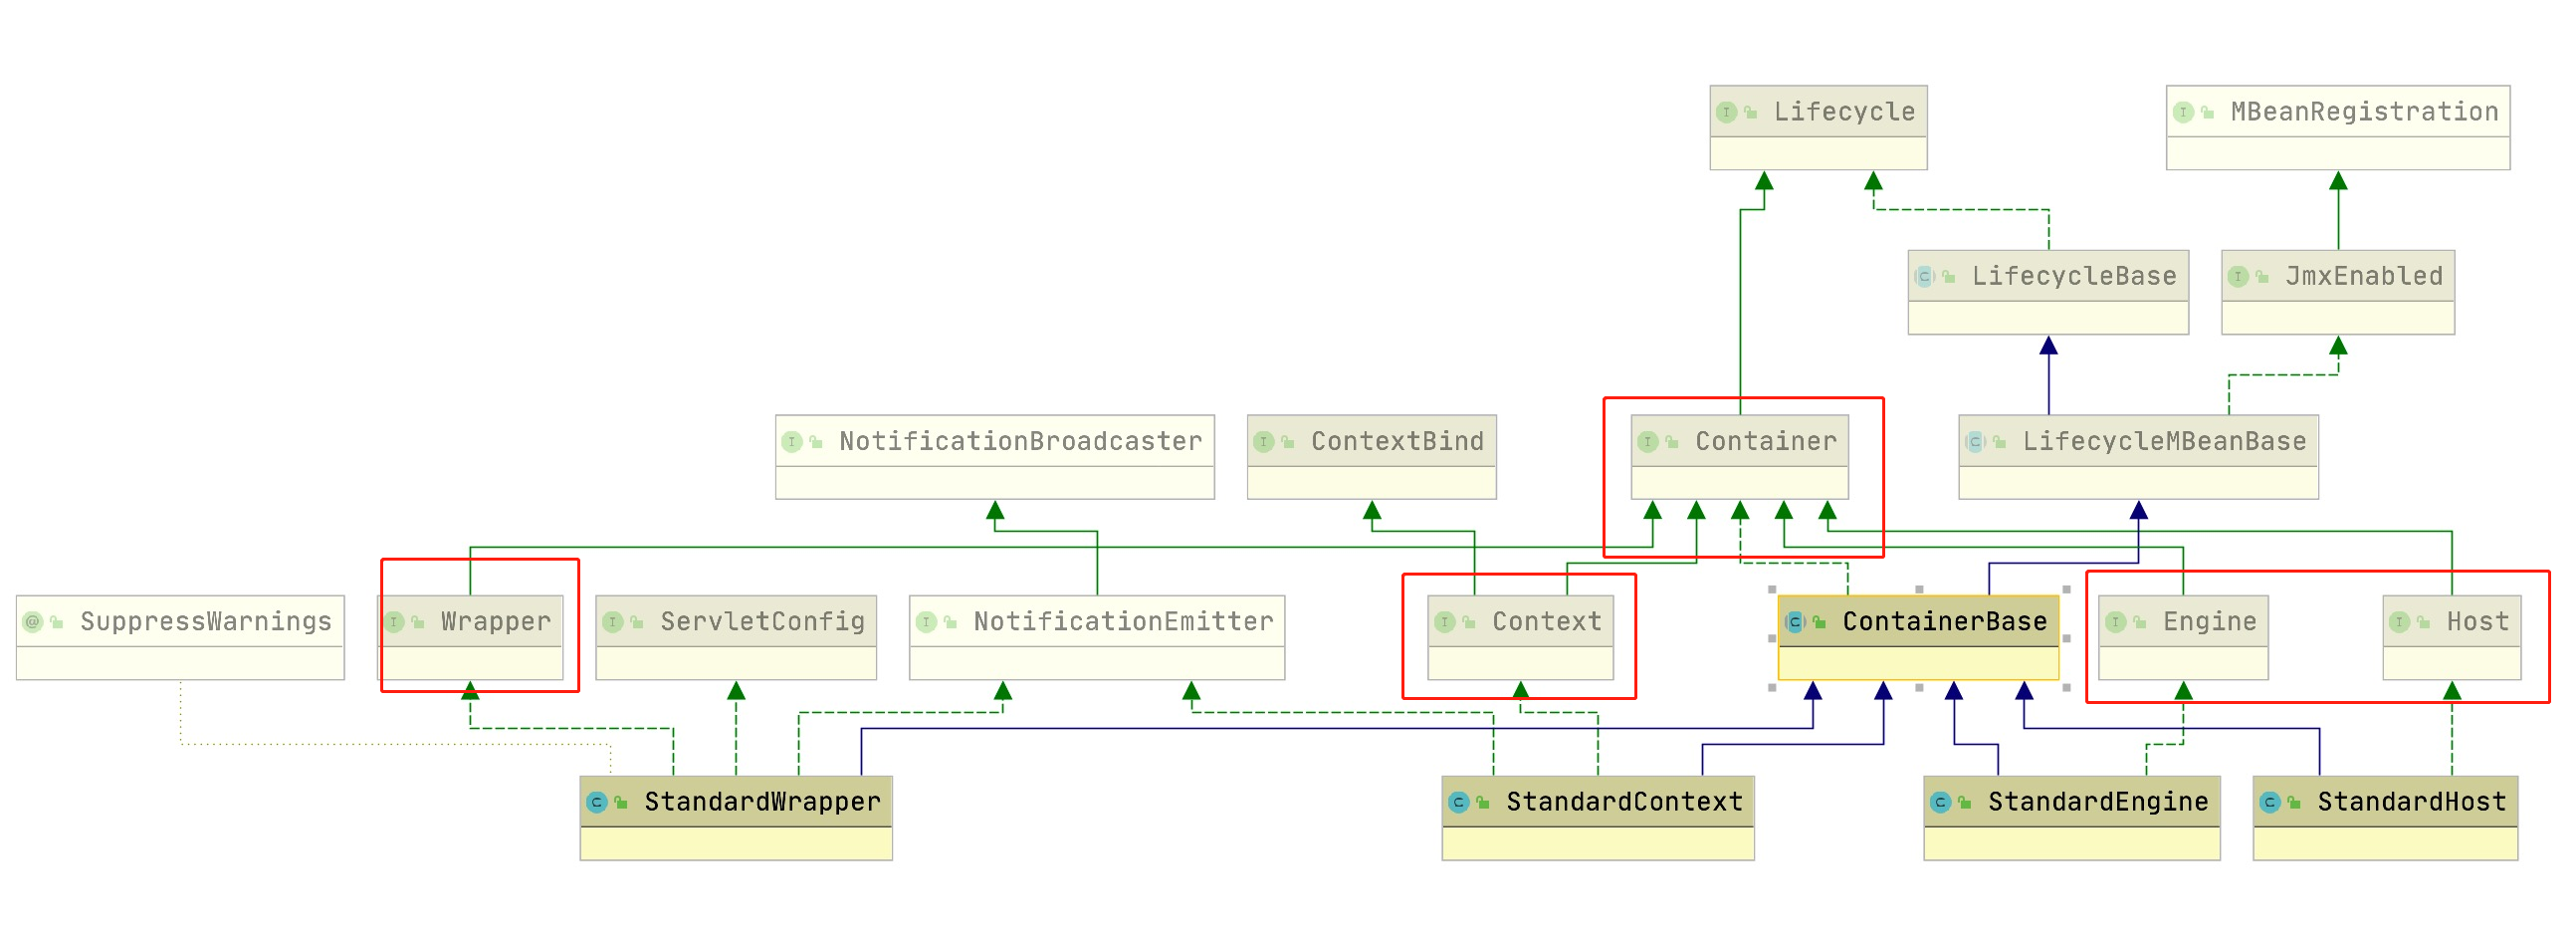 Lifecycle
MBeanRegistration
LifecycleBase
JmxEnabled
NotificationBroadcaster
ContextBind
Container
LifecycleMBeanBase
SuppressWarnings
Wrapper
ServletConfig
NotificationEmitter
Context
ContainerBase
Engine
Host
StandardWrapper
StandardContext
StandardEngine
StandardHost